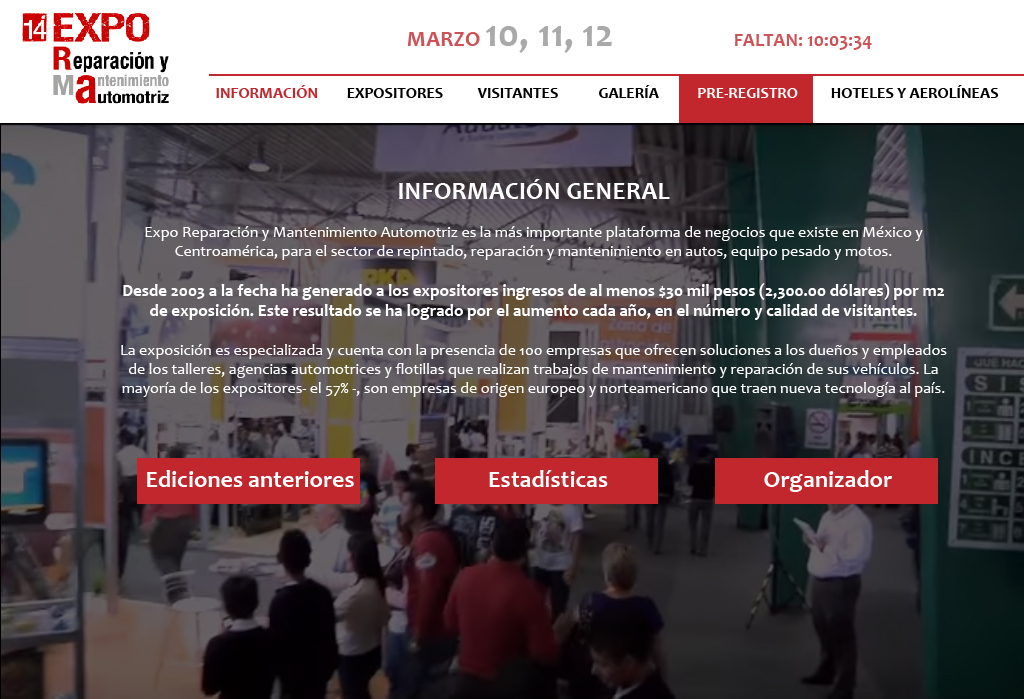 14 EXPO
Reparación y
Mantenimiento
Automotriz
MARZO 10, 11, 12
FALTAN: 10:03:34
INFORMACIÓN EXPOSITORES VISITANTES GALERÍA PRE-REGISTRO HOTELES Y AEROLÍNEAS
INFORMACIÓN GENERAL
Expo Reparación y Mantenimiento Automotriz es la más importante plataforma de negocios que existe en México y
Centroamérica, para el sector de repintado, reparación y mantenimiento en autos, equipo pesado y motos.
Desde 2003 a la fecha ha generado a los expositores ingresos de al menos $30 mil pesos (2,300.00 dólares) por m2
de exposición. Este resultado se ha logrado por el aumento cada año, en el número y calidad de visitantes.
La exposición es especializada y cuenta con la presencia de 100 empresas que ofrecen soluciones a los dueños y empleados
de los talleres, agencias automotrices y flotillas que realizan trabajos de mantenimiento y reparación de sus vehículos. La
mayoría de los expositores- el 57% -, son empresas de origen europeo y norteamericano que traen nueva tecnología al país.
Ediciones anteriores Estadísticas Organizador